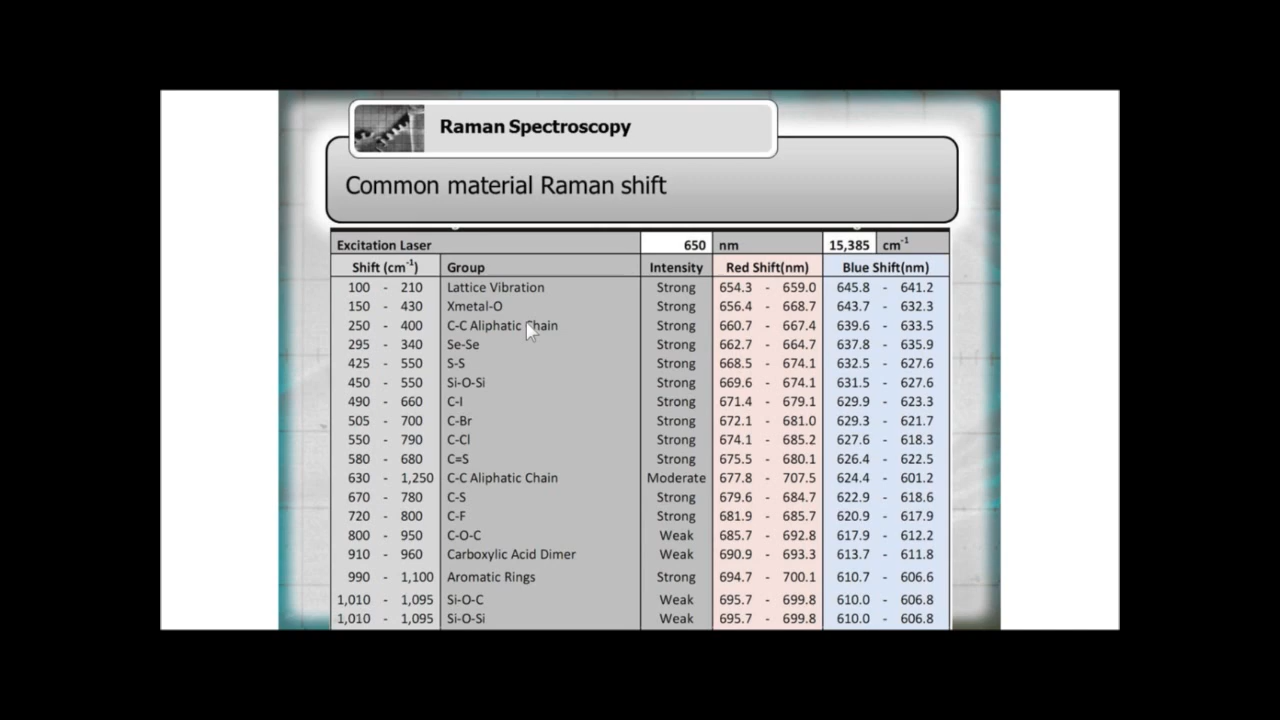 Raman Spectroscopy
Common material Raman shift
Excitation Laser 650 nm 15,385 cm⁻¹
Shift (cm⁻¹) Group Intensity Red Shift(nm) Blue Shift(nm)
100 - 210 Lattice Vibration Strong 654.3 - 659.0 645.8 - 641.2
150 - 430 Xmetal-O Strong 656.4 - 668.7 643.7 - 632.3
250 - 400 C-C Aliphatic Chain Strong 660.7 - 667.4 639.6 - 633.5
295 - 340 Se-Se Strong 662.7 - 664.7 637.8 - 635.9
425 - 550 S-S Strong 668.5 - 674.1 632.5 - 627.6
450 - 550 Si-O-Si Strong 669.6 - 674.1 631.5 - 627.6
490 - 660 C-I Strong 671.4 - 679.1 629.9 - 623.3
505 - 700 C-Br Strong 672.1 - 681.0 629.3 - 621.7
550 - 790 C-Cl Strong 674.1 - 685.2 627.6 - 618.3
580 - 680 C=S Strong 675.5 - 680.1 626.4 - 622.5
630 - 1,250 C-C Aliphatic Chain Moderate 677.8 - 707.5 624.4 - 601.2
670 - 780 C-S Strong 679.6 - 684.7 622.9 - 618.6
720 - 800 C-F Strong 681.9 - 685.7 620.9 - 617.9
800 - 950 C-O-C Weak 685.7 - 692.8 617.9 - 612.2
910 - 960 Carboxylic Acid Dimer Weak 690.9 - 693.3 613.7 - 611.8
990 - 1,100 Aromatic Rings Strong 694.7 - 700.1 610.7 - 606.6
1,010 - 1,095 Si-O-C Weak 695.7 - 699.8 610.0 - 606.8
1,010 - 1,095 Si-O-Si Weak 695.7 - 699.8 610.0 - 606.8